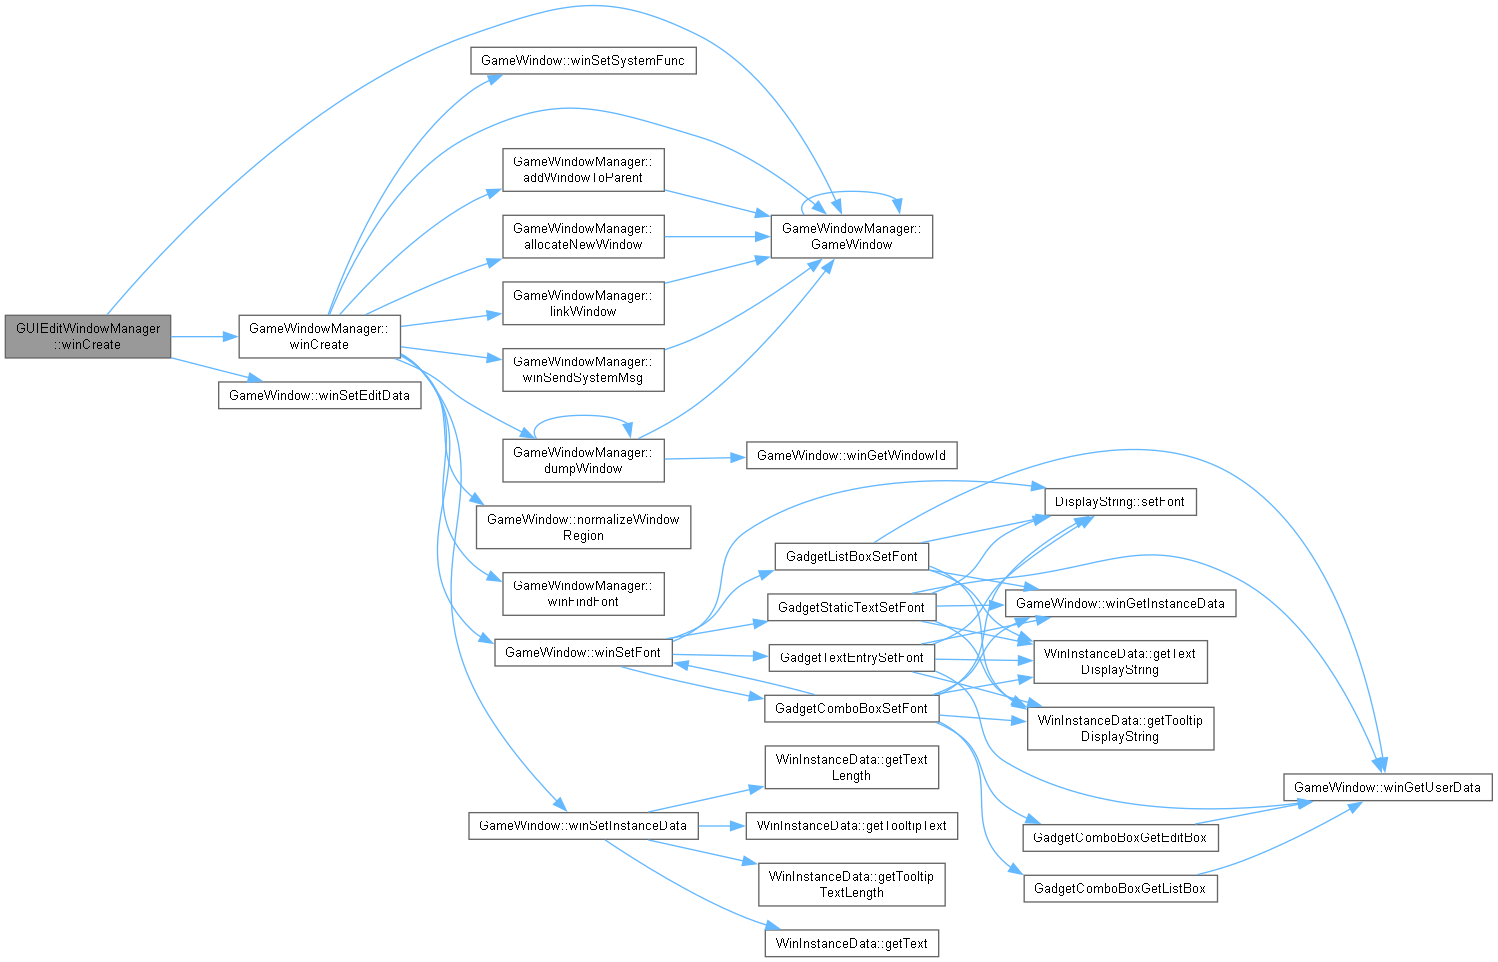 GUIEditWindowManager
::winCreate
GameWindowManager::
winCreate
GameWindow::winSetEditData
GameWindow::winSetSystemFunc
GameWindowManager::
addWindowToParent
GameWindowManager::
allocateNewWindow
GameWindowManager::
linkWindow
GameWindowManager::
winSendSystemMsg
GameWindowManager::
dumpWindow
GameWindow::normalizeWindow
Region
GameWindowManager::
winFindFont
GameWindow::winSetFont
GameWindow::winSetInstanceData
GameWindowManager::
GameWindow
GameWindow::winGetWindowId
GadgetListBoxSetFont
GadgetStaticTextSetFont
GadgetTextEntrySetFont
GadgetComboBoxSetFont
WinInstanceData::getText
Length
WinInstanceData::getTooltipText
WinInstanceData::getTooltip
TextLength
WinInstanceData::getText
DisplayString::setFont
GameWindow::winGetInstanceData
WinInstanceData::getText
DisplayString
WinInstanceData::getTooltip
DisplayString
GadgetComboBoxGetEditBox
GadgetComboBoxGetListBox
GameWindow::winGetUserData